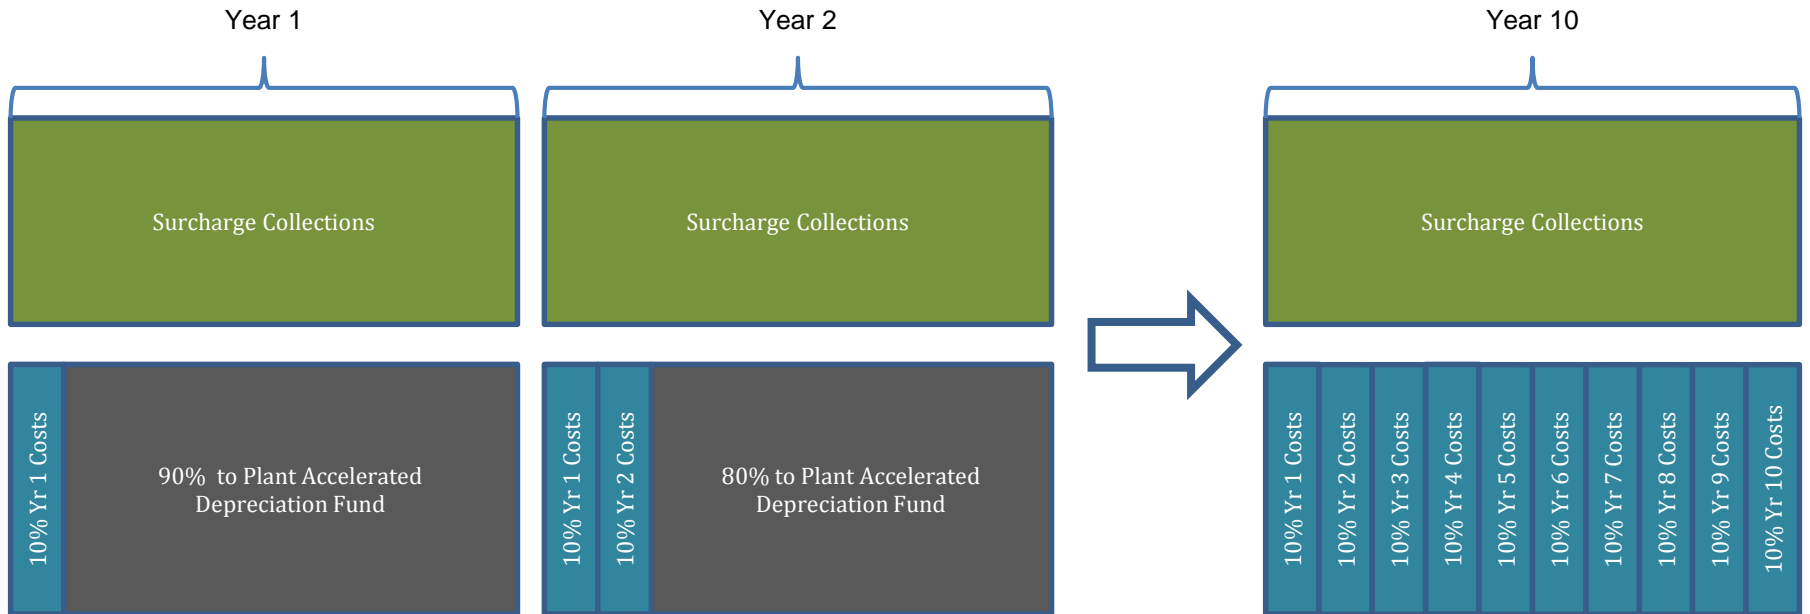 Year 1
Year 2
Year 10
Surcharge Collections
Surcharge Collections
Surcharge Collections
10% Yr 1 Costs
90%  to Plant Accelerated
Depreciation Fund
10% Yr 1 Costs
10% Yr 2 Costs
80% to Plant Accelerated
Depreciation Fund
10% Yr 1 Costs
10% Yr 2 Costs
10% Yr 3 Costs
10% Yr 4 Costs
10% Yr 5 Costs
10% Yr 6 Costs
10% Yr 7 Costs
10% Yr 8 Costs
10% Yr 9 Costs
10% Yr 10 Costs